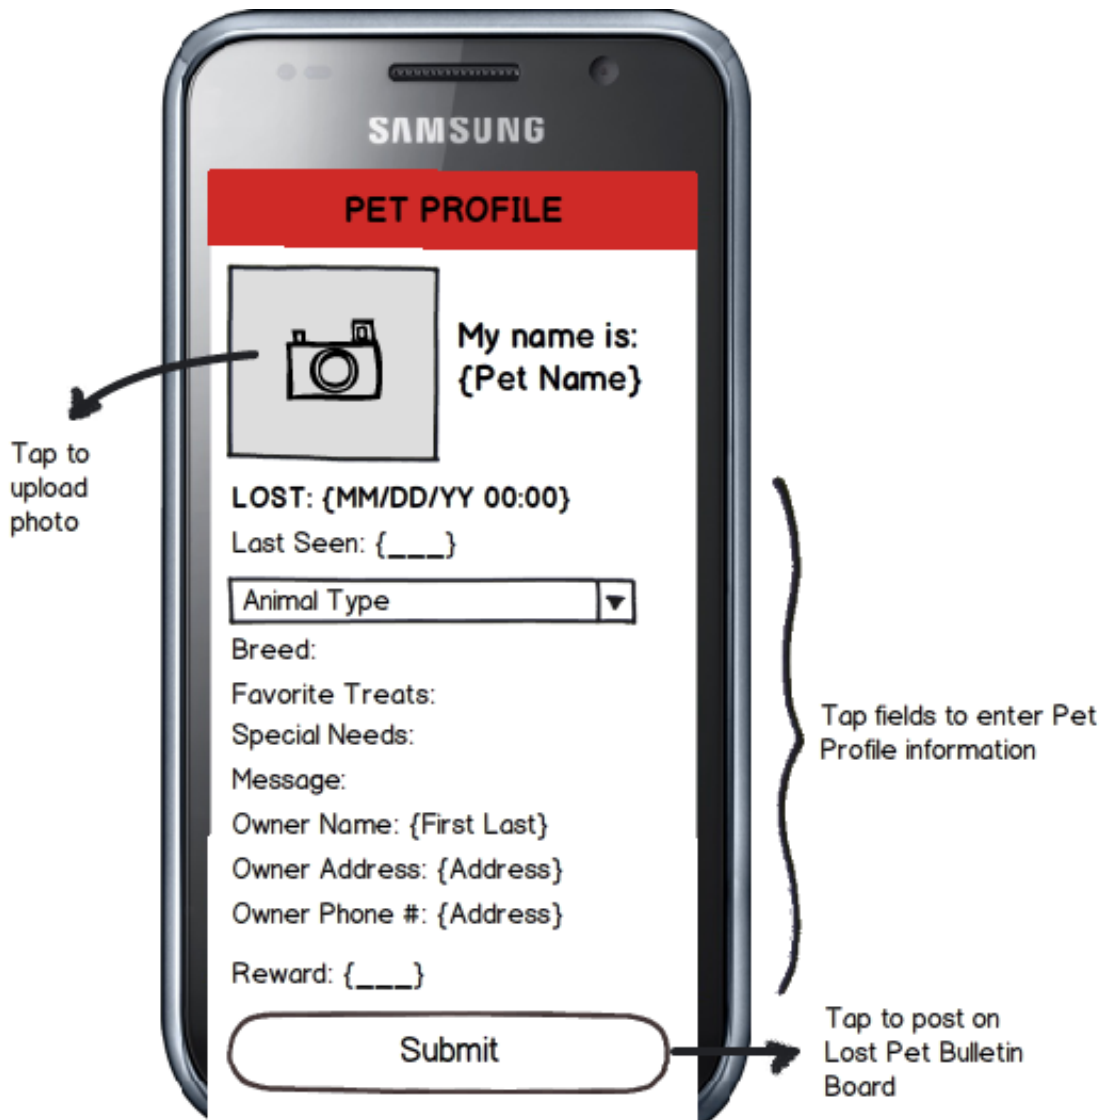 SAMSUNG
PET PROFILE
My name is:
{Pet Name}
Tap to
upload
photo
LOST: {MM/DD/YY 00:00}
Last Seen: {___}
Animal Type
Breed:
Favorite Treats:
Special Needs:
Message:
Owner Name: {First Last}
Owner Address: {Address}
Owner Phone #: {Address}
Reward: {___}
Tap fields to enter Pet
Profile information
Submit
Tap to post on
Lost Pet Bulletin
Board